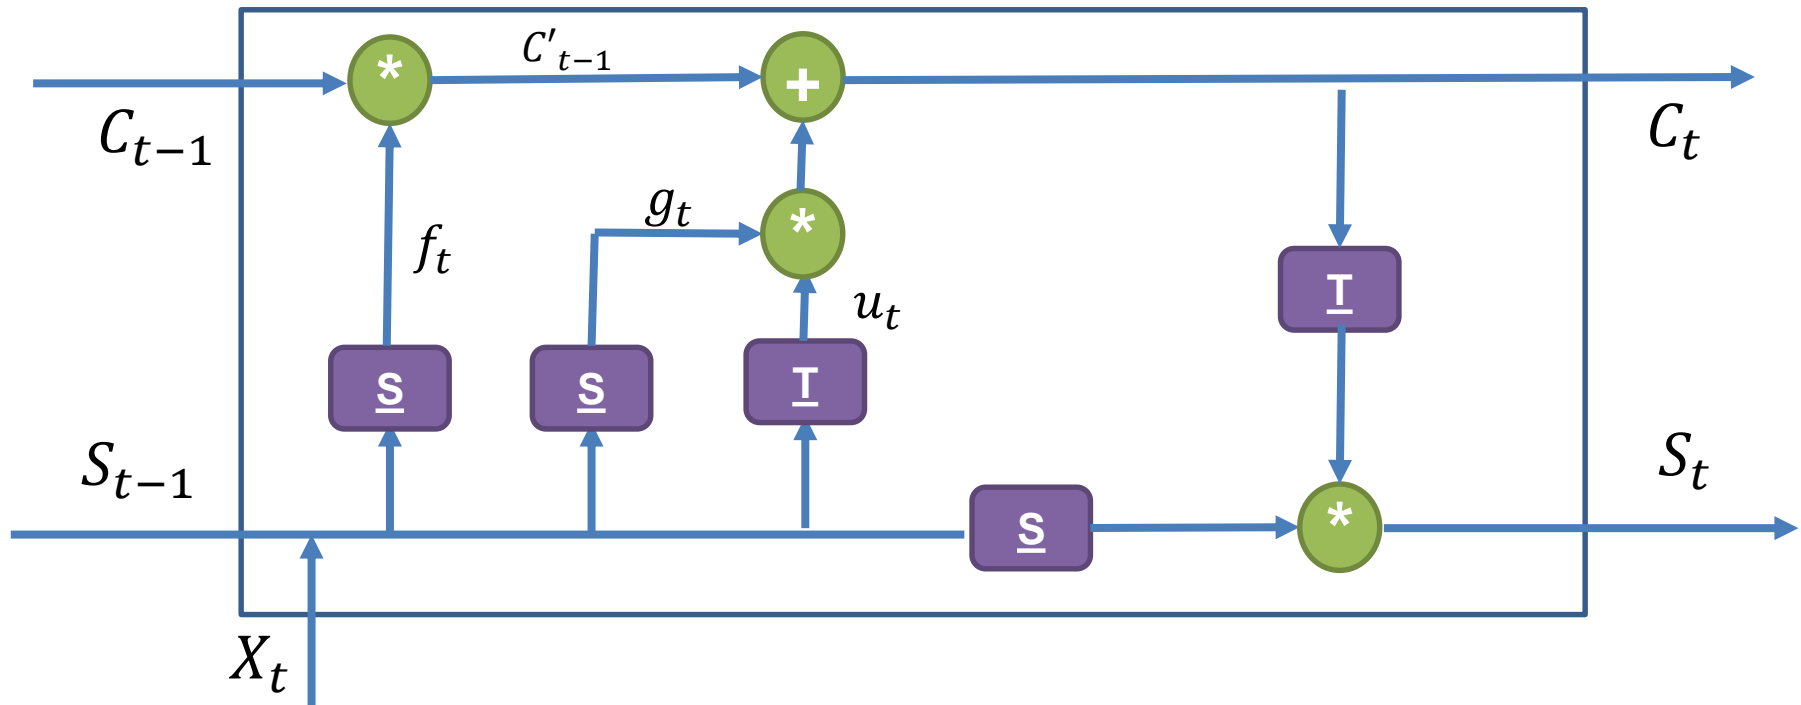 *
C′ₜ₋₁
+
Cₜ₋₁
Cₜ
gₜ
*
fₜ
T
uₜ
S
S
T
Sₜ₋₁
Sₜ
S
*
Xₜ